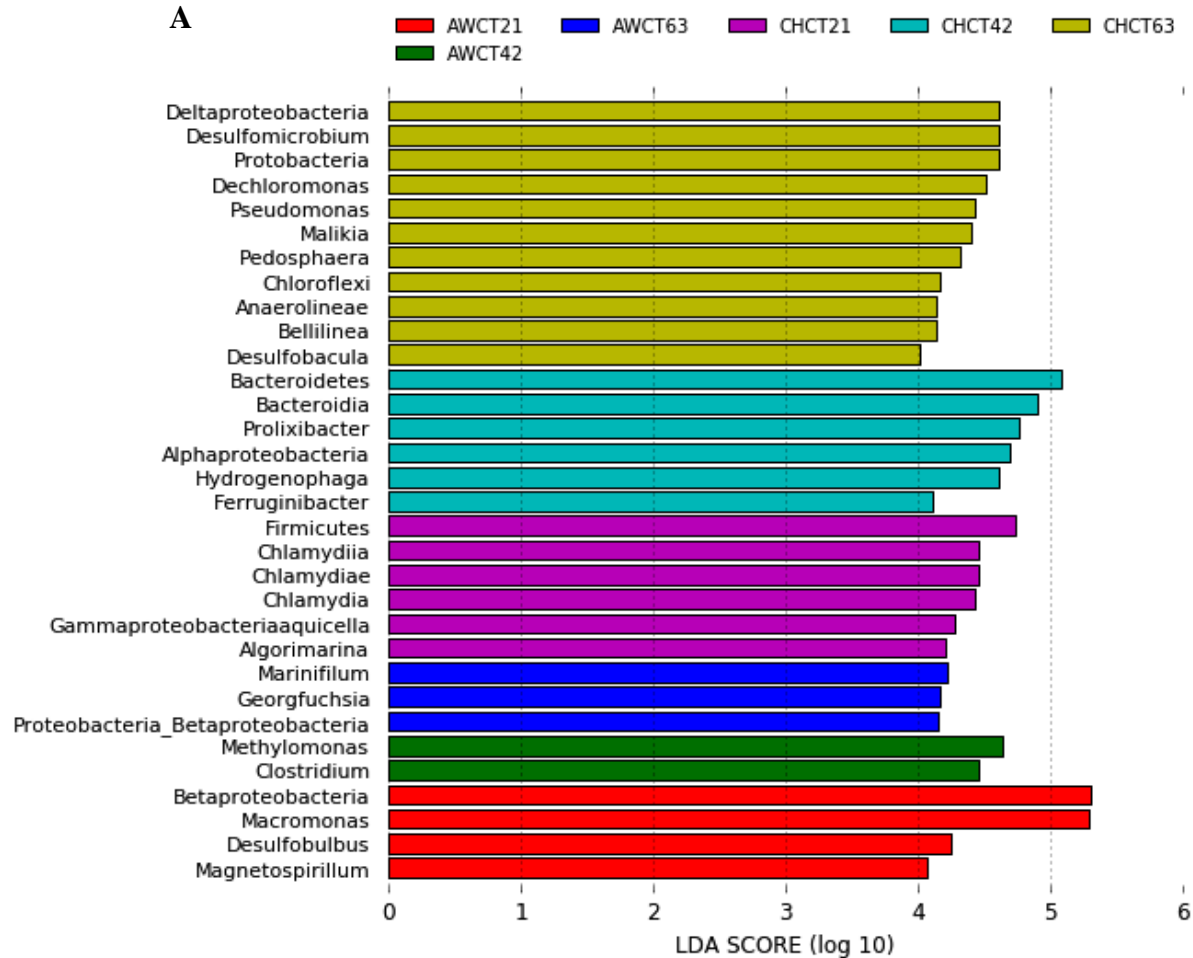 A
AWCT21 AWCT63 CHCT21 CHCT42 CHCT63
AWCT42
Deltaproteobacteria
Desulfomicrobium
Protobacteria
Dechloromonas
Pseudomonas
Malikia
Pedosphaera
Chloroflexi
Anaerolineae
Bellilinea
Desulfobacula
Bacteroidetes
Bacteroidia
Prolixibacter
Alphaproteobacteria
Hydrogenophaga
Ferruginibacter
Firmicutes
Chlamydiia
Chlamydiae
Chlamydia
Gammaproteobacteriaaquicella
Algorimarina
Marinifilum
Georgfuchsia
Proteobacteria_Betaproteobacteria
Methylomonas
Clostridium
Betaproteobacteria
Macromonas
Desulfobulbus
Magnetospirillum
0 1 2 3 4 5 6
LDA SCORE (log 10)